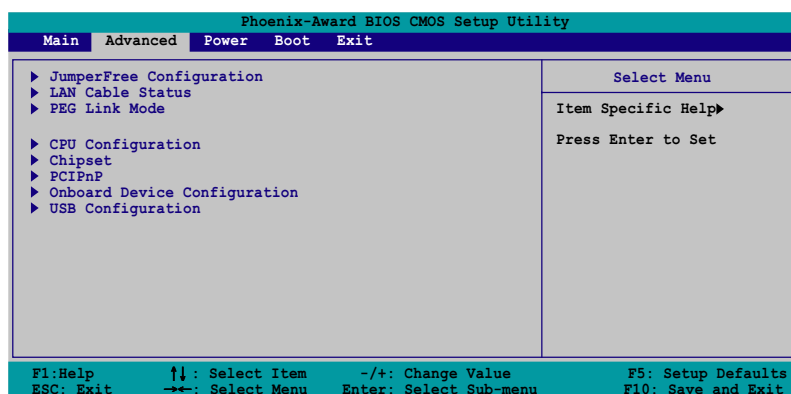 Phoenix-Award BIOS CMOS Setup Utility
Main Advanced Power Boot Exit
JumperFree Configuration
LAN Cable Status
PEG Link Mode
CPU Configuration
Chipset
PCIPnP
Onboard Device Configuration
USB Configuration
Select Menu
Item Specific Help
Press Enter to Set
F1:Help ↑↓: Select Item -/+: Change Value F5: Setup Defaults
ESC: Exit →←: Select Menu Enter: Select Sub-menu F10: Save and Exit